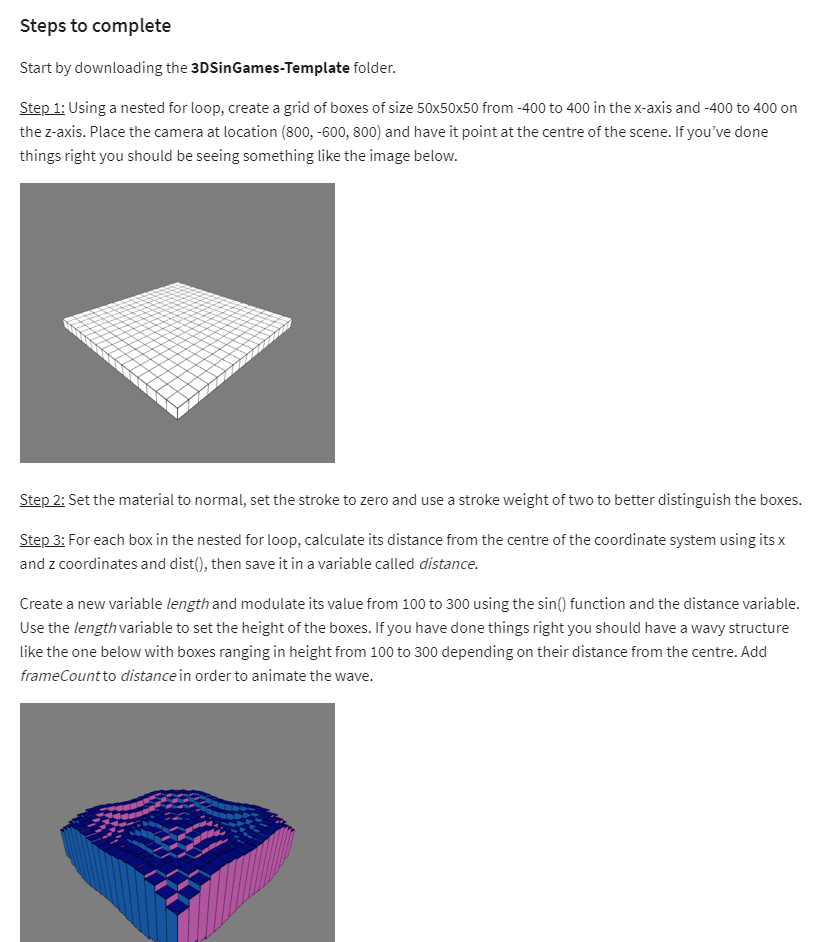 Steps to complete
Start by downloading the 3DSinGames-Template folder.
Step 1: Using a nested for loop, create a grid of boxes of size 50x50x50 from -400 to 400 in the x-axis and -400 to 400 on
the z-axis. Place the camera at location (800, -600, 800) and have it point at the centre of the scene. If you’ve done
things right you should be seeing something like the image below.
Step 2: Set the material to normal, set the stroke to zero and use a stroke weight of two to better distinguish the boxes.
Step 3: For each box in the nested for loop, calculate its distance from the centre of the coordinate system using its x
and z coordinates and dist(), then save it in a variable called distance.
Create a new variable length and modulate its value from 100 to 300 using the sin() function and the distance variable.
Use the length variable to set the height of the boxes. If you have done things right you should have a wavy structure
like the one below with boxes ranging in height from 100 to 300 depending on their distance from the centre. Add
frameCount to distance in order to animate the wave.